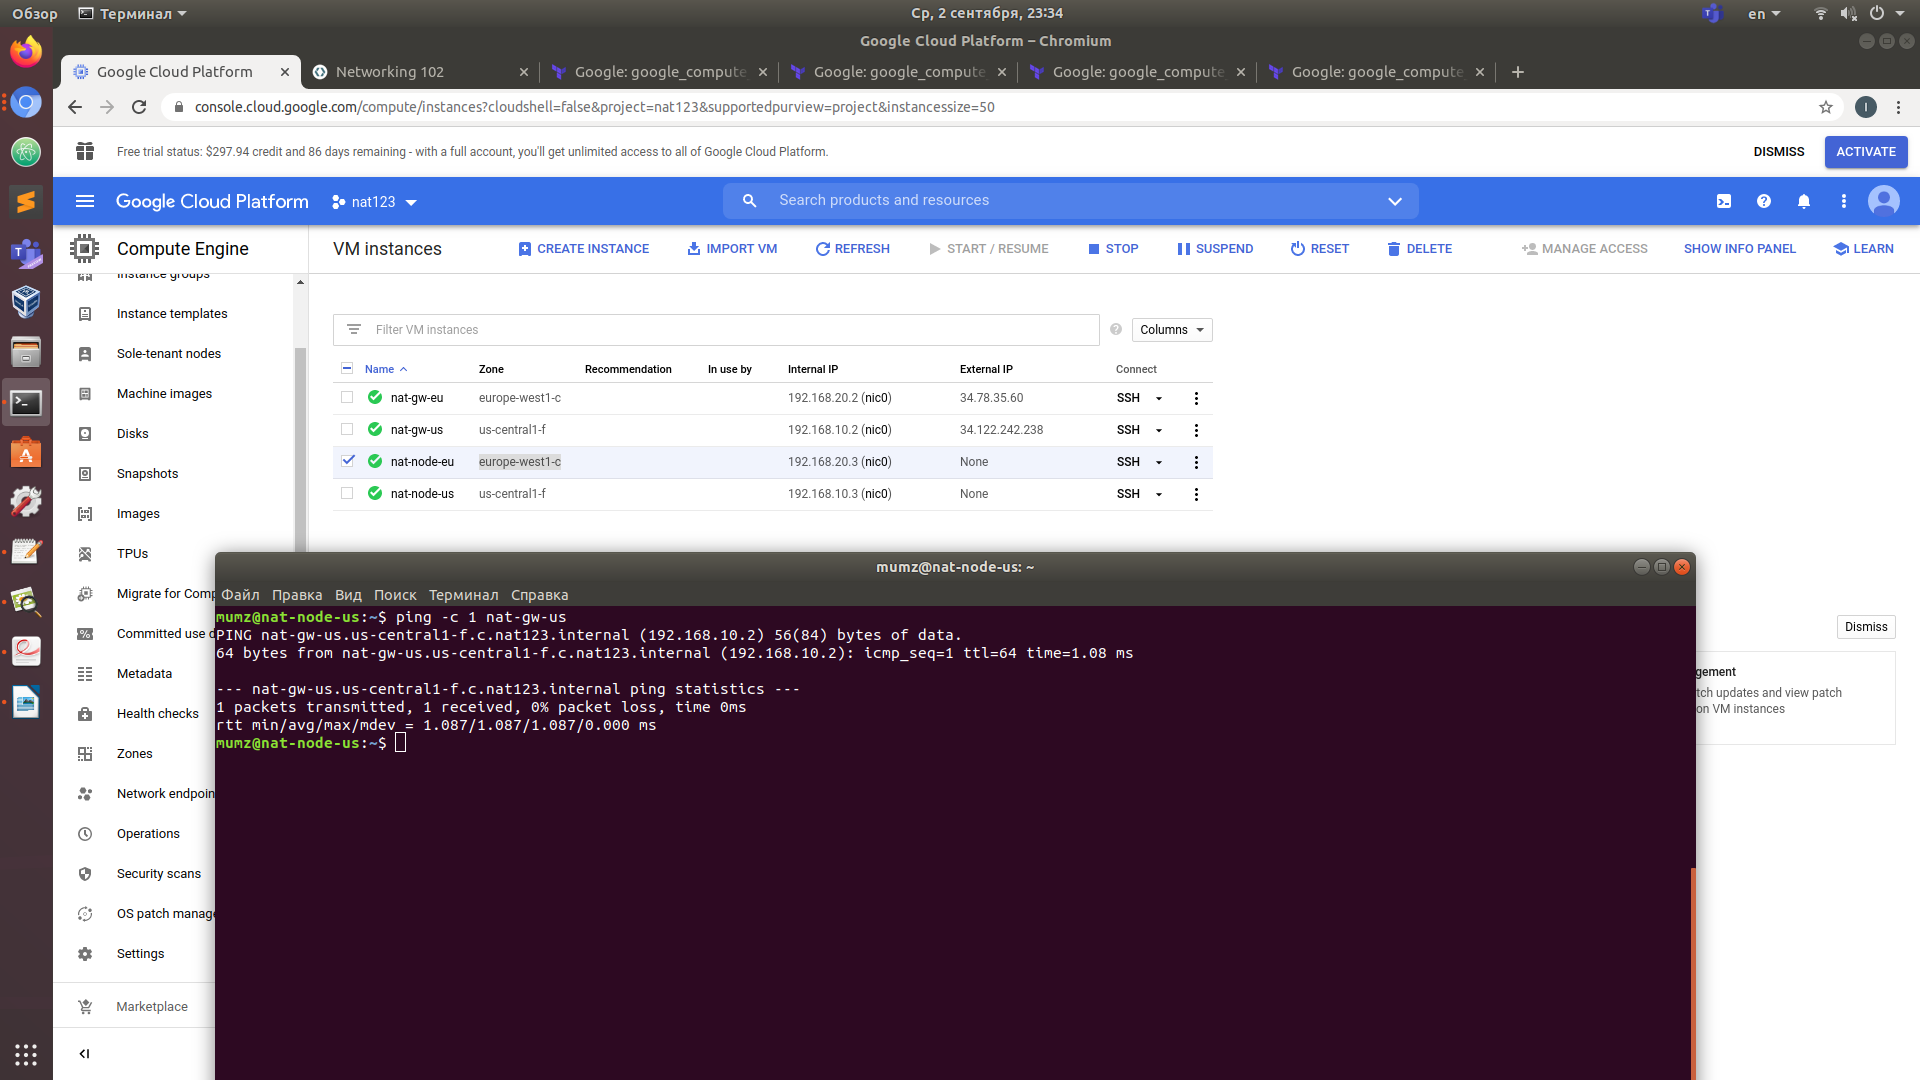 Обзор Терминал Ср, 2 сентября, 23:34 en
Google Cloud Platform – Chromium
Google Cloud Platform Networking 102 Google: google_compute Google: google_compute Google: google_compute Google: google_compute
console.cloud.google.com/compute/instances?cloudshell=false&project=nat123&supportedpurview=project&instancessize=50 I
Free trial status: $297.94 credit and 86 days remaining - with a full account, you'll get unlimited access to all of Google Cloud Platform. DISMISS ACTIVATE
Google Cloud Platform nat123 Search products and resources
Compute Engine VM instances CREATE INSTANCE IMPORT VM REFRESH START / RESUME STOP SUSPEND RESET DELETE MANAGE ACCESS SHOW INFO PANEL LEARN
Instance groups
Instance templates
Sole-tenant nodes
Machine images
Disks
Snapshots
Images
TPUs
Migrate for Comp
Committed use d
Metadata
Health checks
Zones
Network endpoin
Operations
Security scans
OS patch manage
Settings
Marketplace
Filter VM instances Columns
Name Zone Recommendation In use by Internal IP External IP Connect
nat-gw-eu europe-west1-c 192.168.20.2 (nic0) 34.78.35.60 SSH
nat-gw-us us-central1-f 192.168.10.2 (nic0) 34.122.242.238 SSH
nat-node-eu europe-west1-c 192.168.20.3 (nic0) None SSH
nat-node-us us-central1-f 192.168.10.3 (nic0) None SSH
Dismiss
gement
tch updates and view patch
on VM instances
mumz@nat-node-us: ~
Файл Правка Вид Поиск Терминал Справка
mumz@nat-node-us:~$ ping -c 1 nat-gw-us
PING nat-gw-us.us-central1-f.c.nat123.internal (192.168.10.2) 56(84) bytes of data.
64 bytes from nat-gw-us.us-central1-f.c.nat123.internal (192.168.10.2): icmp_seq=1 ttl=64 time=1.08 ms
--- nat-gw-us.us-central1-f.c.nat123.internal ping statistics ---
1 packets transmitted, 1 received, 0% packet loss, time 0ms
rtt min/avg/max/mdev = 1.087/1.087/1.087/0.000 ms
mumz@nat-node-us:~$